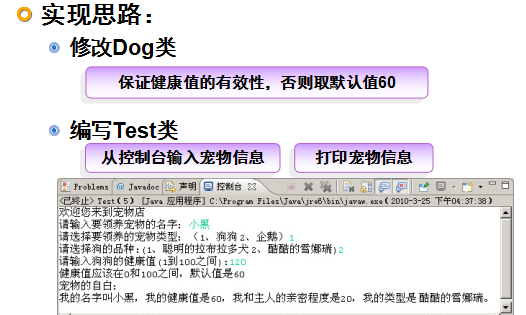 实现思路：
修改Dog类
保证健康值的有效性，否则取默认值60
编写Test类
从控制台输入宠物信息
打印宠物信息
Problems @ Javadoc 声明 控制台
<已终止> Test (5) [Java 应用程序] C:\Program Files\Java\jre6\bin\javaw.exe (2010-3-25 下午04:37:38)
欢迎您来到宠物店
请输入要领养宠物的名字：小黑
请选择要领养的宠物类型：（1、狗狗 2、企鹅）1
请选择狗的品种:（1、聪明的拉布拉多犬 2、酷酷的雪娜瑞)2
请输入狗狗的健康值(1到100之间):120
健康值应该在0和100之间，默认值是60
宠物的自白：
我的名字叫小黑，我的健康值是60，我和主人的亲密程度是20，我的类型是 酷酷的雪娜瑞。